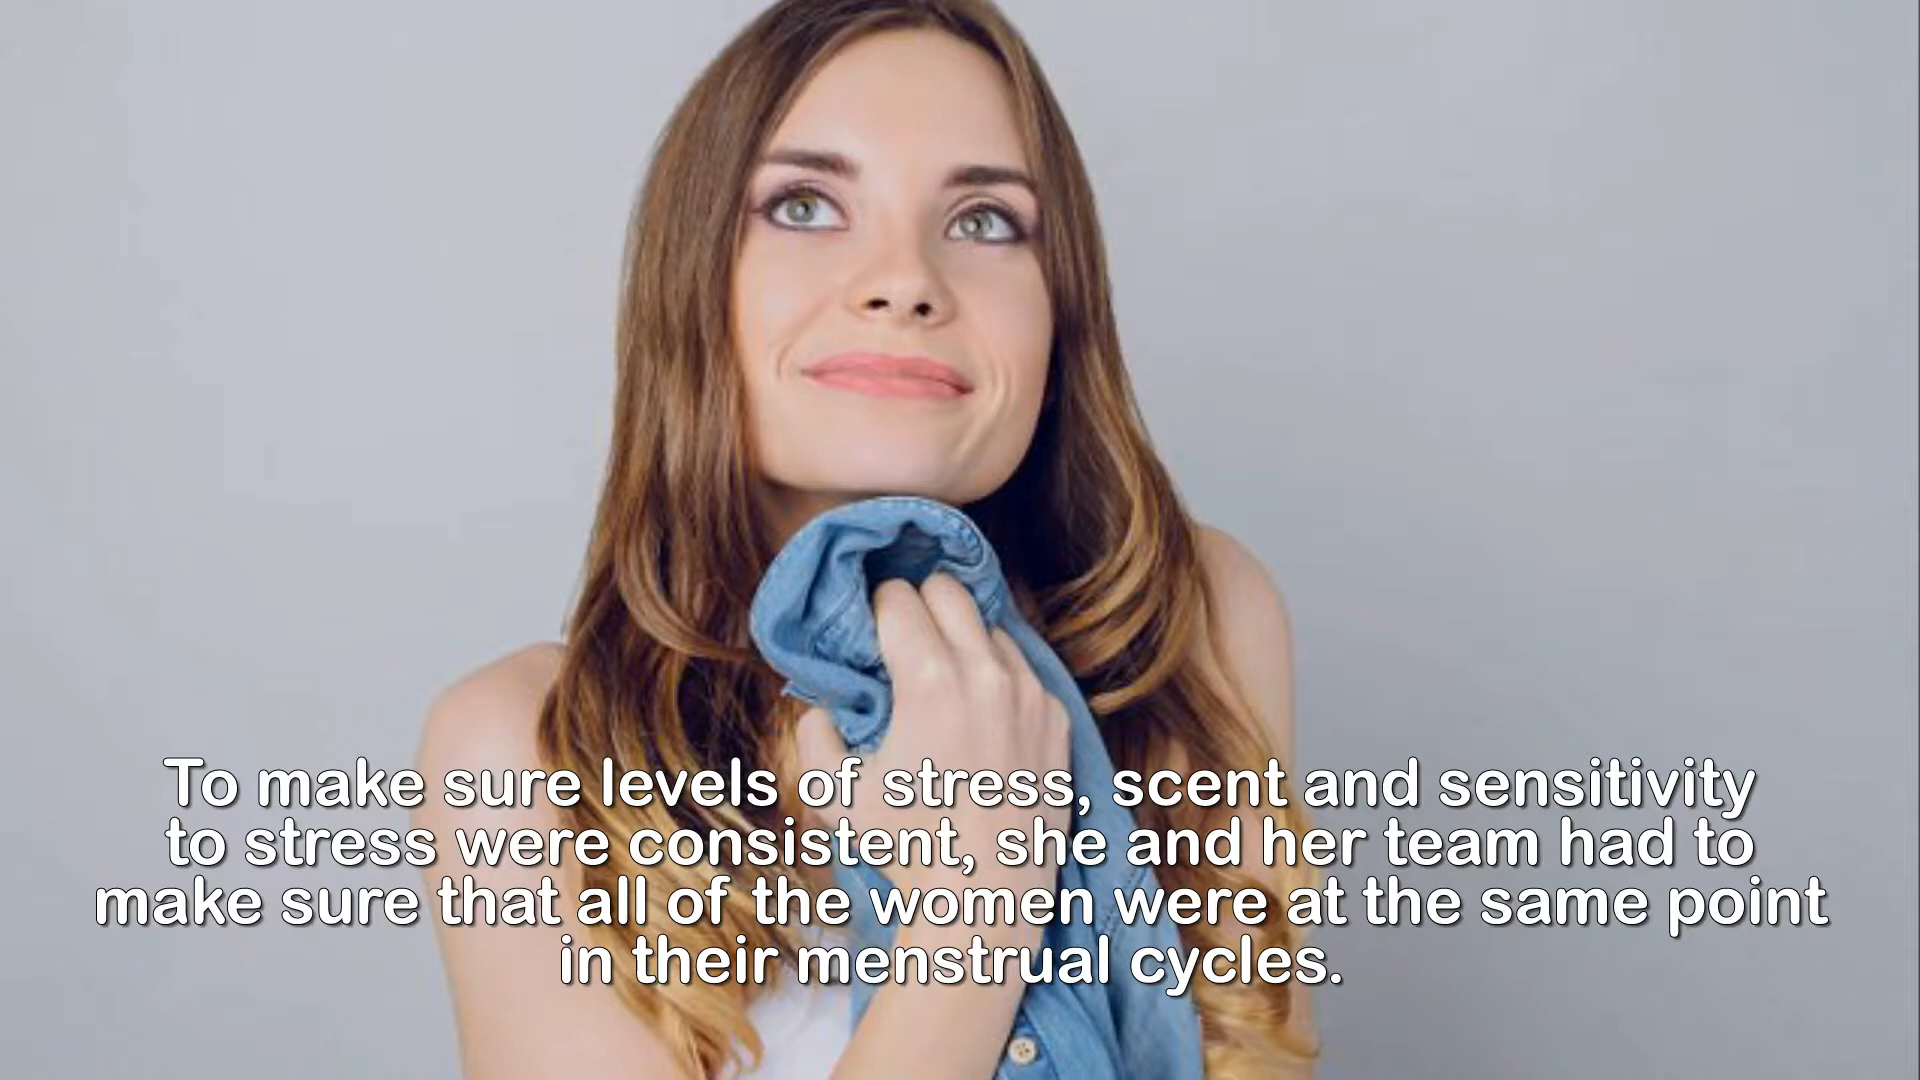 To make sure levels of stress, scent and sensitivity
to stress were consistent, she and her team had to
make sure that all of the women were at the same point
in their menstrual cycles.